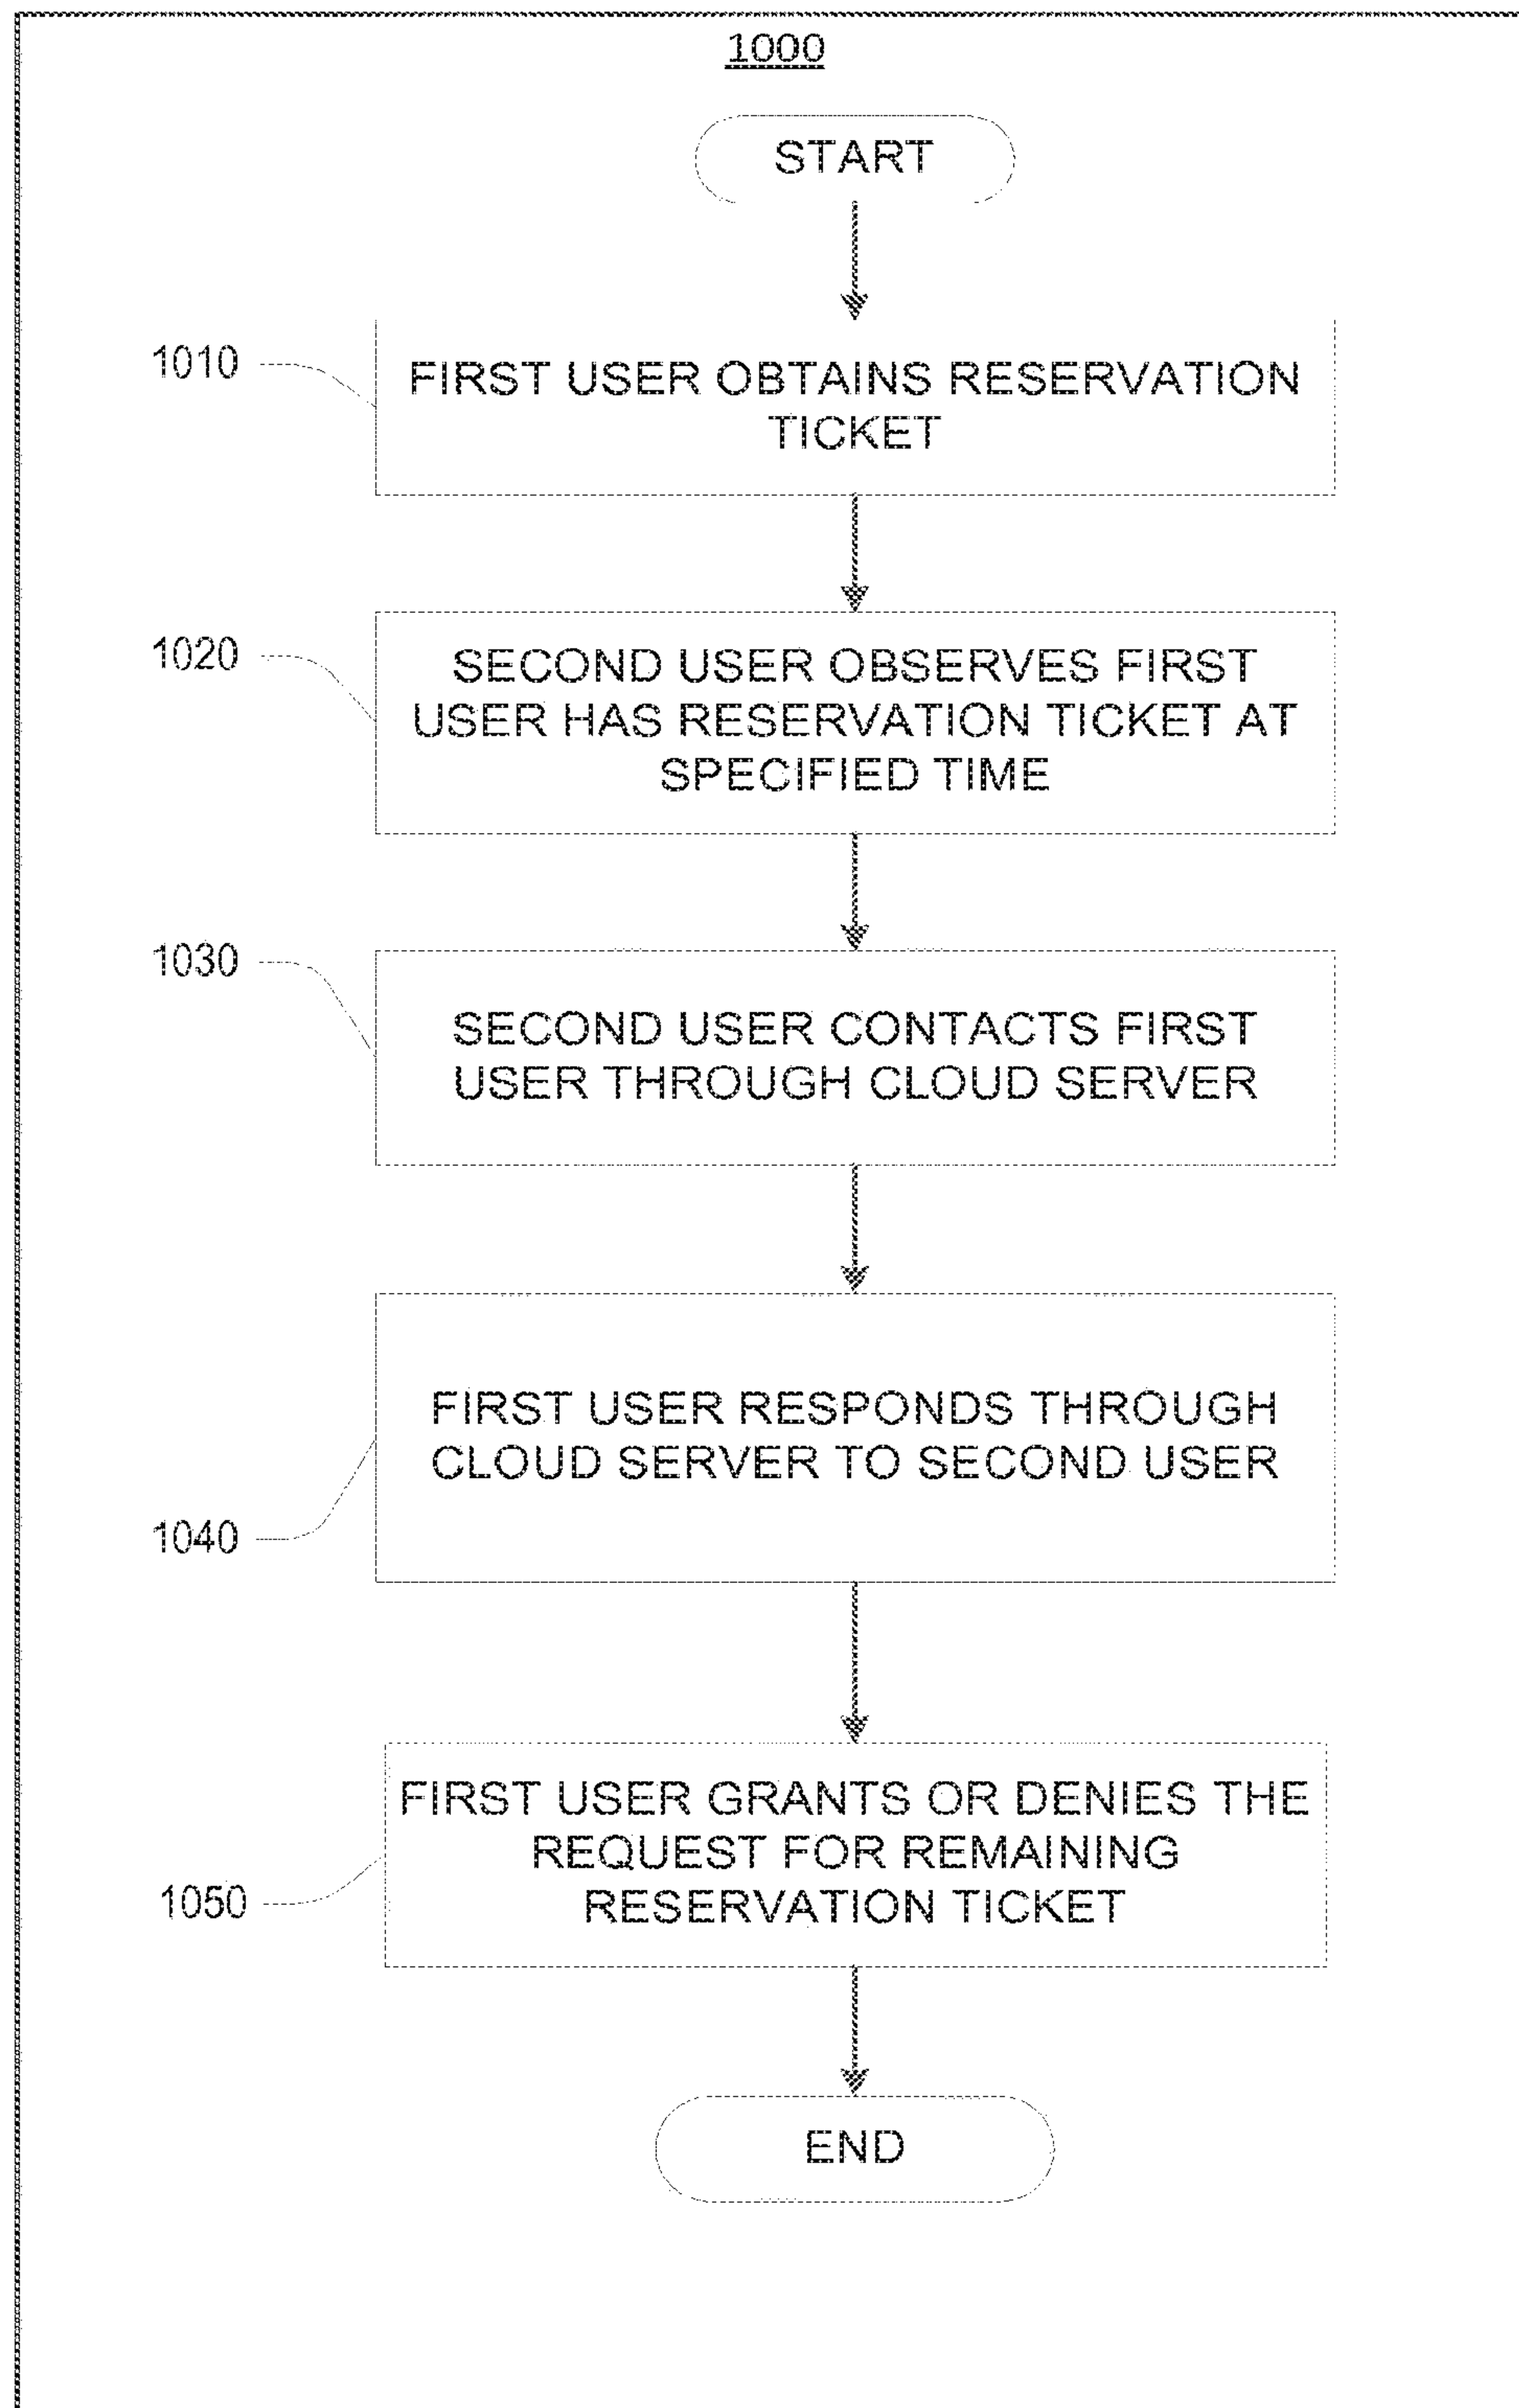 1000
START
1010
FIRST USER OBTAINS RESERVATION
TICKET
1020
SECOND USER OBSERVES FIRST
USER HAS RESERVATION TICKET AT
SPECIFIED TIME
1030
SECOND USER CONTACTS FIRST
USER THROUGH CLOUD SERVER
FIRST USER RESPONDS THROUGH
CLOUD SERVER TO SECOND USER
1040
FIRST USER GRANTS OR DENIES THE
REQUEST FOR REMAINING
RESERVATION TICKET
1050
END